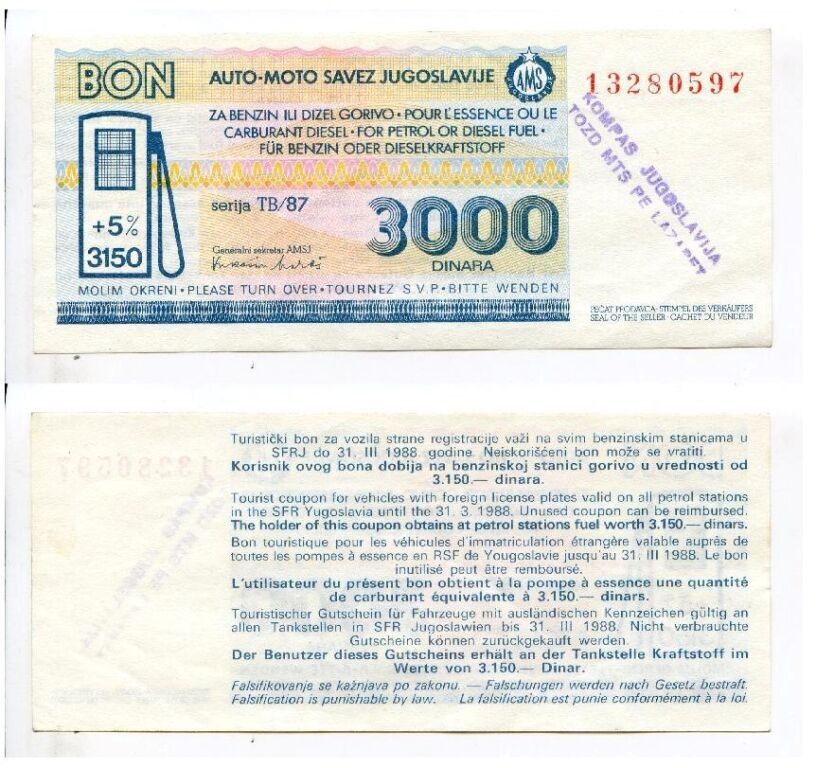 BON
AUTO-MOTO SAVEZ JUGOSLAVIJE
AMS
13280597
ZA BENZIN ILI DIZEL GORIVO • POUR L'ESSENCE OU LE
CARBURANT DIESEL • FOR PETROL OR DIESEL FUEL •
FÜR BENZIN ODER DIESELKRAFTSTOFF
KOMPAS JUGOSLAVIJA
TOZD MTS PE
+5%
3150
serija TB/87
3000
DINARA
Generalni sekretar AMSJ
MOLIM OKRENI • PLEASE TURN OVER • TOURNEZ S.V.P. • BITTE WENDEN
PEČAT PRODAVCA · STEMPEL DES VERKÄUFERS
SEAL OF THE SELLER · CACHET DU VENDEUR
Turistički bon za vozila strane registracije važi na svim benzinskim stanicama u
SFRJ do 31. III 1988. godine. Neiskorišćeni bon može se vratiti.
Korisnik ovog bona dobija na benzinskoj stanici gorivo u vrednosti od
3.150.— dinara.
Tourist coupon for vehicles with foreign license plates valid on all petrol stations
in the SFR Yugoslavia until the 31. 3. 1988. Unused coupon can be reimbursed.
The holder of this coupon obtains at petrol stations fuel worth 3.150.— dinars.
Bon touristique pour les véhicules d'immatriculation étrangère valable auprès de
toutes les pompes à essence en RSF de Yougoslavie jusqu'au 31. III 1988. Le bon
inutilisé peut être remboursé.
L'utilisateur du présent bon obtient à la pompe à essence une quantité
de carburant équivalente à 3.150.— dinars.
Touristischer Gutschein für Fahrzeuge mit ausländischen Kennzeichen gültig an
allen Tankstellen in SFR Jugoslawien bis 31. III 1988. Nicht verbrauchte
Gutscheine können zurückgekauft werden.
Der Benutzer dieses Gutscheins erhält an der Tankstelle Kraftstoff im
Werte von 3.150.— Dinar.
Falsifikovanje se kažnjava po zakonu. — Falschungen werden nach Gesetz bestraft.
Falsification is punishable by law. — La falsification est punie conformément à la loi.